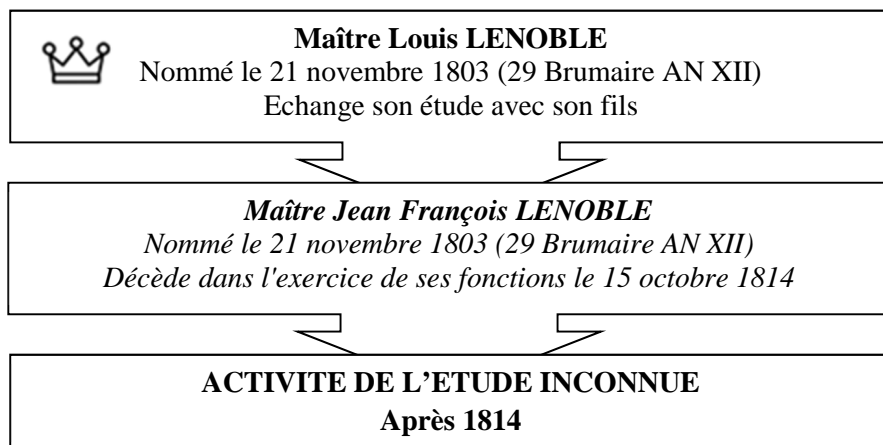 Maître Louis LENOBLE
Nommé le 21 novembre 1803 (29 Brumaire AN XII)
Echange son étude avec son fils
Maître Jean François LENOBLE
Nommé le 21 novembre 1803 (29 Brumaire AN XII)
Décède dans l'exercice de ses fonctions le 15 octobre 1814
ACTIVITE DE L’ETUDE INCONNUE
Après 1814